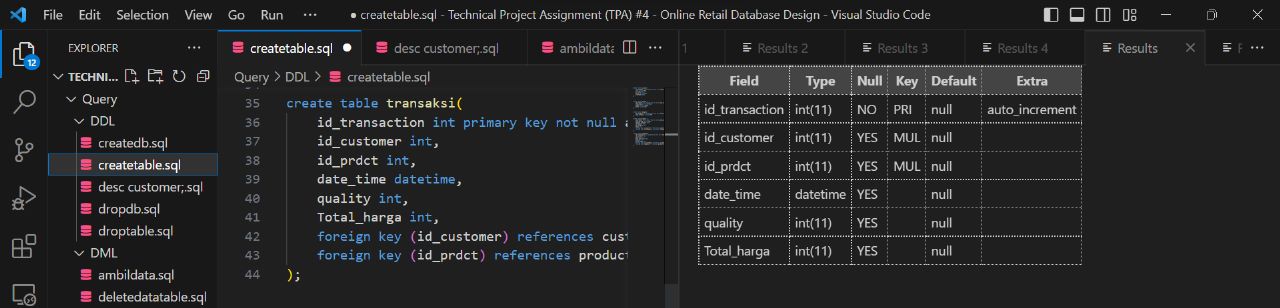 File Edit Selection View Go Run ··· ● createtable.sql - Technical Project Assignment (TPA) #4 - Online Retail Database Design - Visual Studio Code
EXPLORER ···
12
TECHNI...
Query
DDL
createdb.sql
createtable.sql
desc customer;.sql
dropdb.sql
droptable.sql
DML
ambildata.sql
deletedatatable.sql
createtable.sql ● desc customer;.sql ambildata ···
Query > DDL > createtable.sql
35 create table transaksi(
36 id_transaction int primary key not null a
37 id_customer int,
38 id_prdct int,
39 date_time datetime,
40 quality int,
41 Total_harga int,
42 foreign key (id_customer) references cust
43 foreign key (id_prdct) references product
44 );
1 Results 2 Results 3 Results 4 Results ···
Field Type Null Key Default Extra
id_transaction int(11) NO PRI null auto_increment
id_customer int(11) YES MUL null
id_prdct int(11) YES MUL null
date_time datetime YES null
quality int(11) YES null
Total_harga int(11) YES null